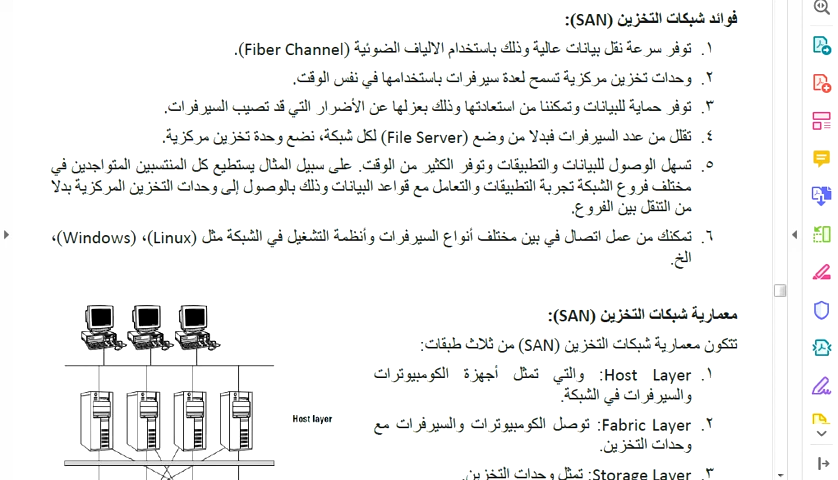 فوائد شبكات التخزين (SAN):
١. توفر سرعة نقل بيانات عالية وذلك باستخدام الالياف الضوئية (Fiber Channel).
٢. وحدات تخزين مركزية تسمح لعدة سيرفرات باستخدامها في نفس الوقت.
٣. توفر حماية للبيانات وتمكننا من استعادتها وذلك بعزلها عن الأضرار التي قد تصيب السيرفرات.
٤. تقلل من عدد السيرفرات فبدلا من وضع (File Server) لكل شبكة، نضع وحدة تخزين مركزية.
٥. تسهل الوصول للبيانات والتطبيقات وتوفر الكثير من الوقت. على سبيل المثال يستطيع كل المنتسبين المتواجدين في
مختلف فروع الشبكة تجربة التطبيقات والتعامل مع قواعد البيانات وذلك بالوصول إلى وحدات التخزين المركزية بدلا
من التنقل بين الفروع.
٦. تمكنك من عمل اتصال في بين مختلف أنواع السيرفرات وأنظمة التشغيل في الشبكة مثل (Linux)، (Windows)،
الخ.
معمارية شبكات التخزين (SAN):
تتكون معمارية شبكات التخزين (SAN) من ثلاث طبقات:
١. Host Layer: والتي تمثل أجهزة الكومبيوترات
والسيرفرات في الشبكة.
Host layer
٢. Fabric Layer: توصل الكومبيوترات والسيرفرات مع
وحدات التخزين.
٣. Storage Layer: تمثل وحدات التخزين.